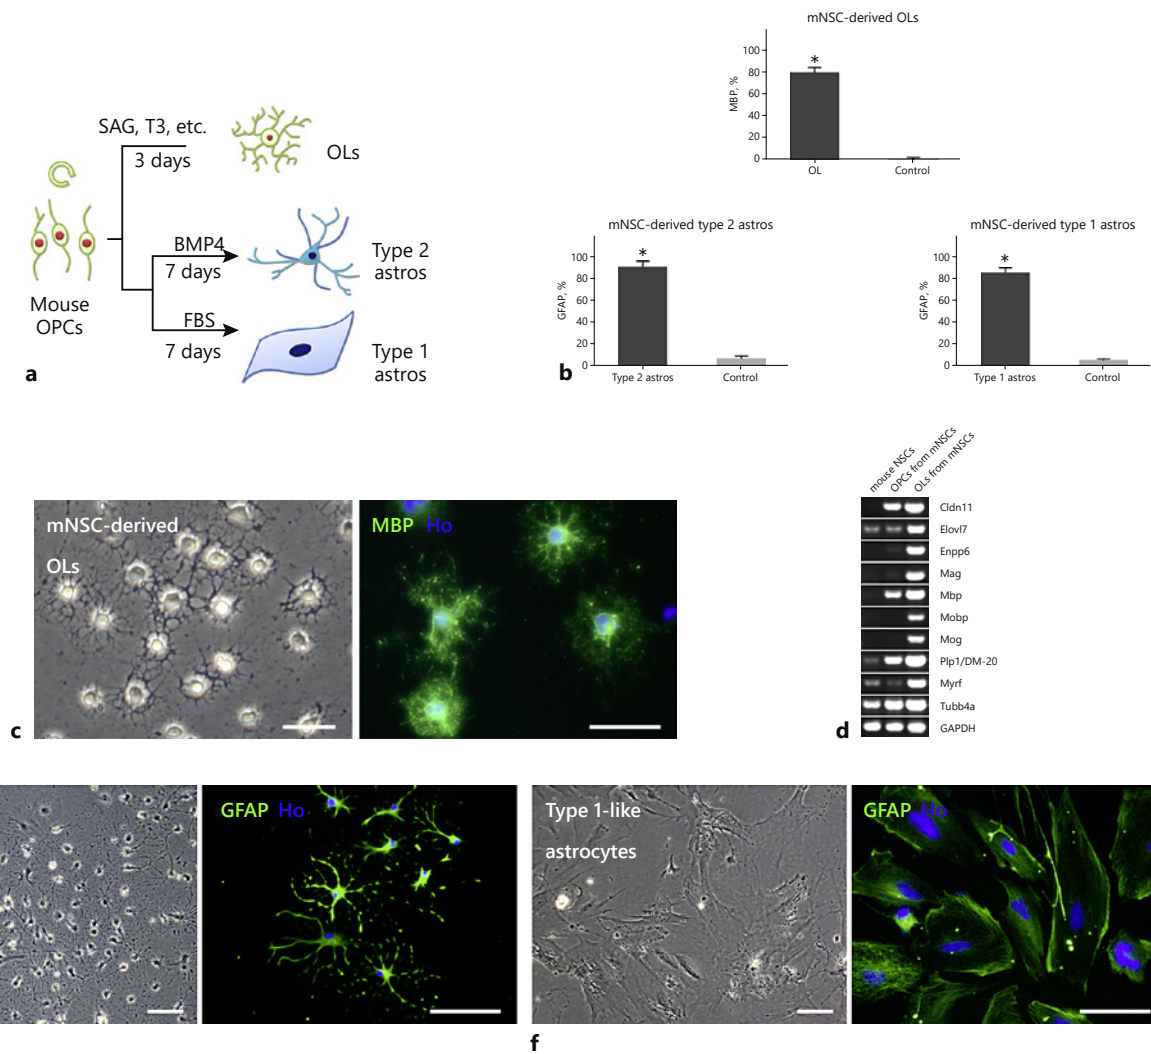 SAG, T3, etc.
3 days
OLs
BMP4
7 days
Type 2
astros
FBS
7 days
Type 1
astros
Mouse
OPCs
a
mNSC-derived OLs
MBP, %
100
80
60
40
20
0
*
OL
Control
mNSC-derived type 2 astros
GFAP, %
100
80
60
40
20
0
*
Type 2 astros
Control
mNSC-derived type 1 astros
GFAP, %
100
80
60
40
20
0
*
Type 1 astros
Control
b
mNSC-derived
OLs
MBP Ho
c
mouse NSCs
OPCs from mNSCs
OLs from mNSCs
Cldn11
Elovl7
Enpp6
Mag
Mbp
Mobp
Mog
Plp1/DM-20
Myrf
Tubb4a
GAPDH
d
GFAP Ho
Type 1-like
astrocytes
GFAP Ho
f